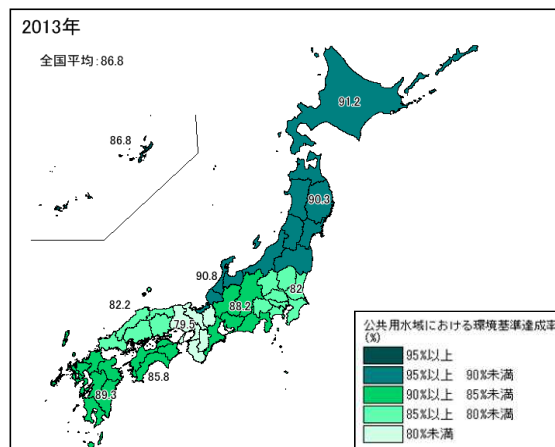 2013年
全国平均:86.8
91.2
86.8
90.3
90.8
88.2
82
82.2
79.5
85.8
89.3
公共用水域における環境基準達成率
(%)
95%以上
95%以上 90%未満
90%以上 85%未満
85%以上 80%未満
80%未満